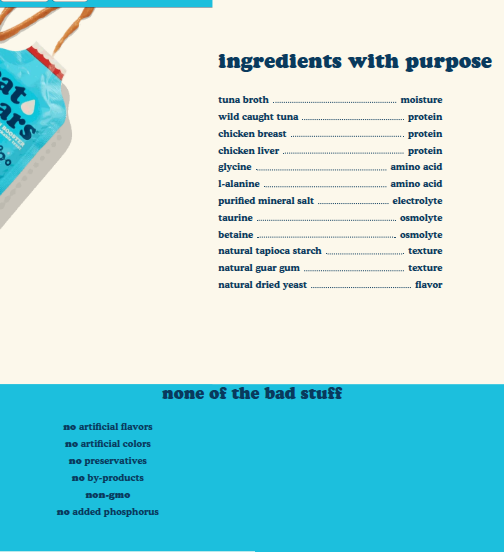 ingredients with purpose
tuna broth moisture
wild caught tuna protein
chicken breast protein
chicken liver protein
glycine amino acid
l-alanine amino acid
purified mineral salt electrolyte
taurine osmolyte
betaine osmolyte
natural tapioca starch texture
natural guar gum texture
natural dried yeast flavor
none of the bad stuff
no artificial flavors
no artificial colors
no preservatives
no by-products
non-gmo
no added phosphorus